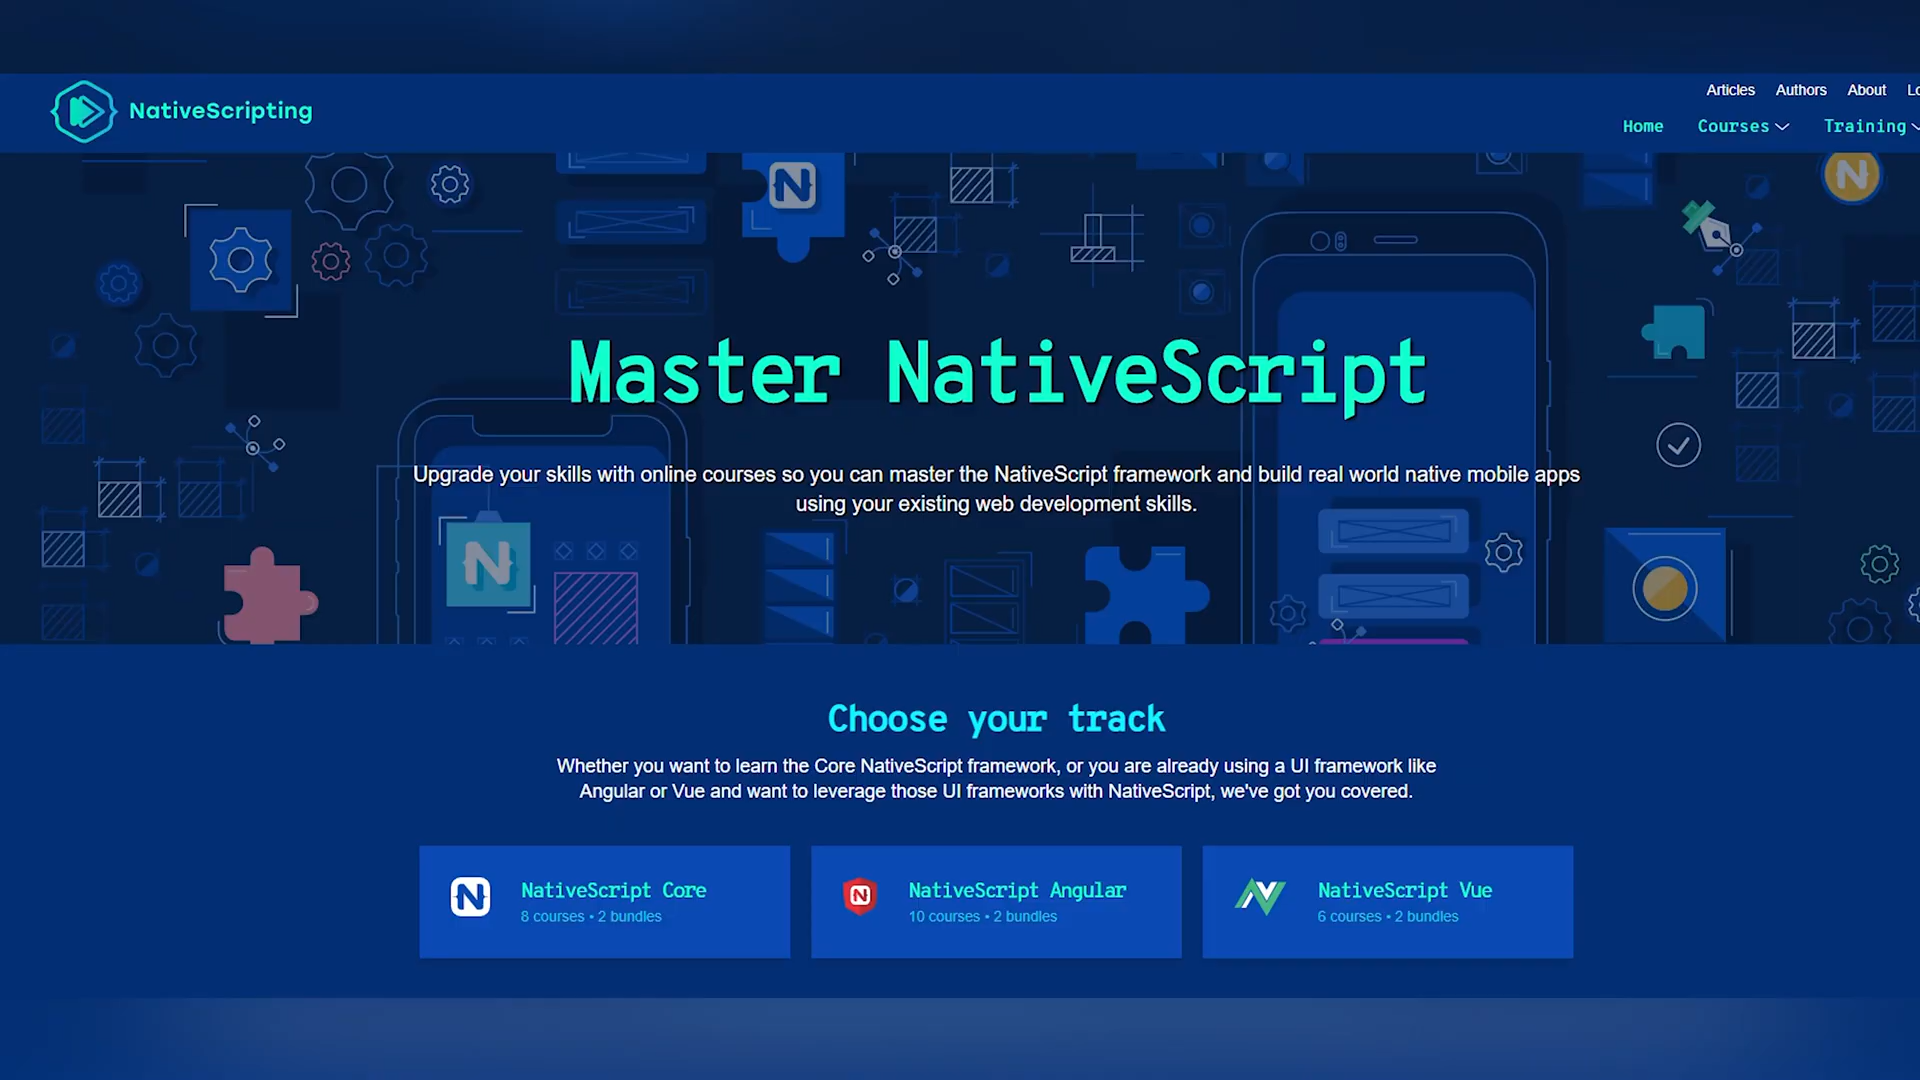 NativeScripting
Articles Authors About
Home Courses Training
Master NativeScript
Upgrade your skills with online courses so you can master the NativeScript framework and build real world native mobile apps
using your existing web development skills.
Choose your track
Whether you want to learn the Core NativeScript framework, or you are already using a UI framework like
Angular or Vue and want to leverage those UI frameworks with NativeScript, we've got you covered.
NativeScript Core
8 courses • 2 bundles
NativeScript Angular
10 courses • 2 bundles
NativeScript Vue
6 courses • 2 bundles